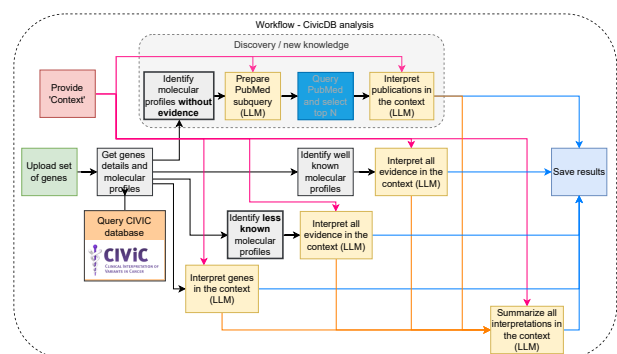 Workflow - CivicDB analysis
Discovery / new knowledge
Provide
'Context'
Identify
molecular
profiles without
evidence
Prepare
PubMed
subquery
(LLM)
Query
PubMed
and select
top N
Interpret
publications in
the context
(LLM)
Upload set
of genes
Get genes
details and
molecular
profiles
Identify well
known
molecular
profiles
Interpret all
evidence in the
context (LLM)
Save results
Query CIVIC
database
CIViC
CLINICAL INTERPRETATION OF
VARIANTS IN CANCER
Identify less
known
molecular
profiles
Interpret all
evidence in the
context
(LLM)
Interpret genes
in the context
(LLM)
Summarize all
interpretations in
the context
(LLM)